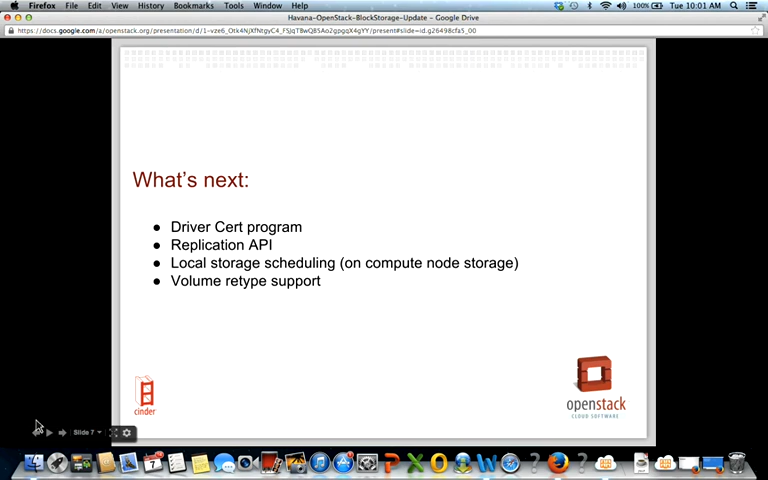 Firefox File Edit View History Bookmarks Tools Window Help
100% Tue 10:01 AM
Havana-OpenStack-BlockStorage-Update - Google Drive
What's next:
● Driver Cert program
● Replication API
● Local storage scheduling (on compute node storage)
● Volume retype support
cinder
openstack
CLOUD SOFTWARE
Slide 7